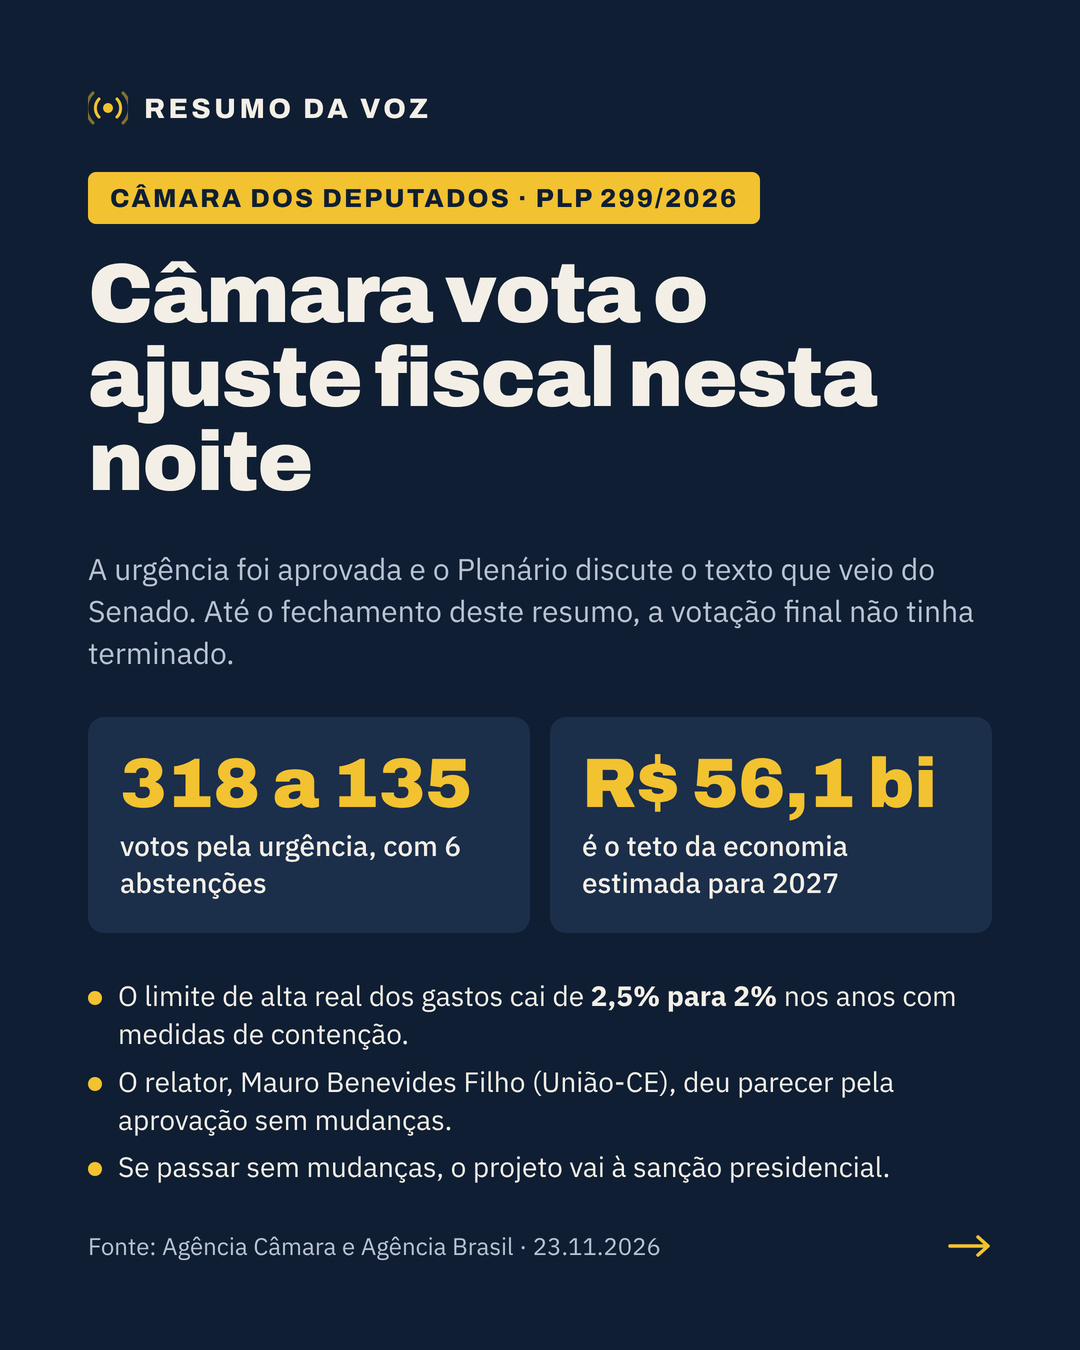 RESUMO DA VOZ
CÂMARA DOS DEPUTADOS · PLP 299/2026
Câmara vota o
ajuste fiscal nesta
noite
A urgência foi aprovada e o Plenário discute o texto que veio do
Senado. Até o fechamento deste resumo, a votação final não tinha
terminado.
318 a 135
votos pela urgência, com 6
abstenções
R$ 56,1 bi
é o teto da economia
estimada para 2027
O limite de alta real dos gastos cai de 2,5% para 2% nos anos com
medidas de contenção.
O relator, Mauro Benevides Filho (União-CE), deu parecer pela
aprovação sem mudanças.
Se passar sem mudanças, o projeto vai à sanção presidencial.
Fonte: Agência Câmara e Agência Brasil · 23.11.2026